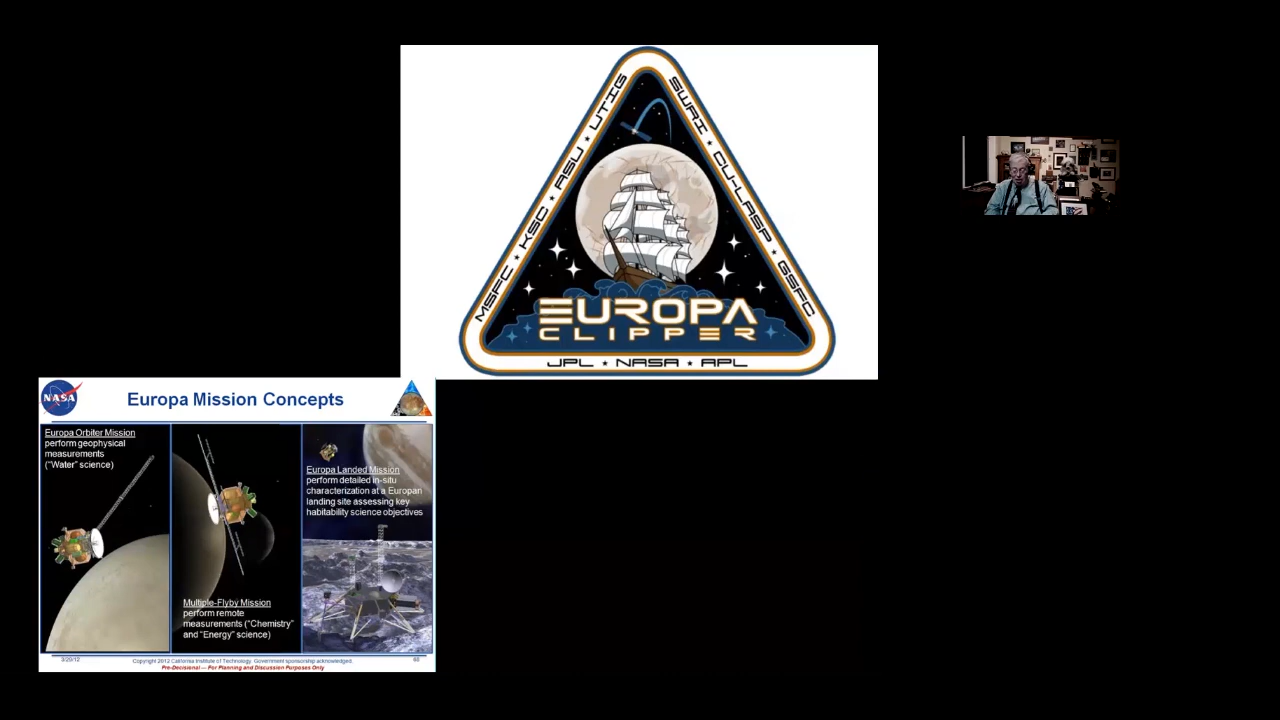 MSFC ★ KSC ★ ASU ★ UTIG
SWRI ★ CU-LASP ★ GSFC
EUROPA
CLIPPER
JPL ★ NASA ★ APL
NASA
Europa Mission Concepts
Europa Orbiter Mission
perform geophysical
measurements
("Water" science)
Multiple-Flyby Mission
perform remote
measurements ("Chemistry"
and "Energy" science)
Europa Landed Mission
perform detailed in-situ
characterization at a Europan
landing site assessing key
habitability science objectives
Copyright 2012 California Institute of Technology. Government sponsorship acknowledged.
Pre-Decisional — For Planning and Discussion Purposes Only